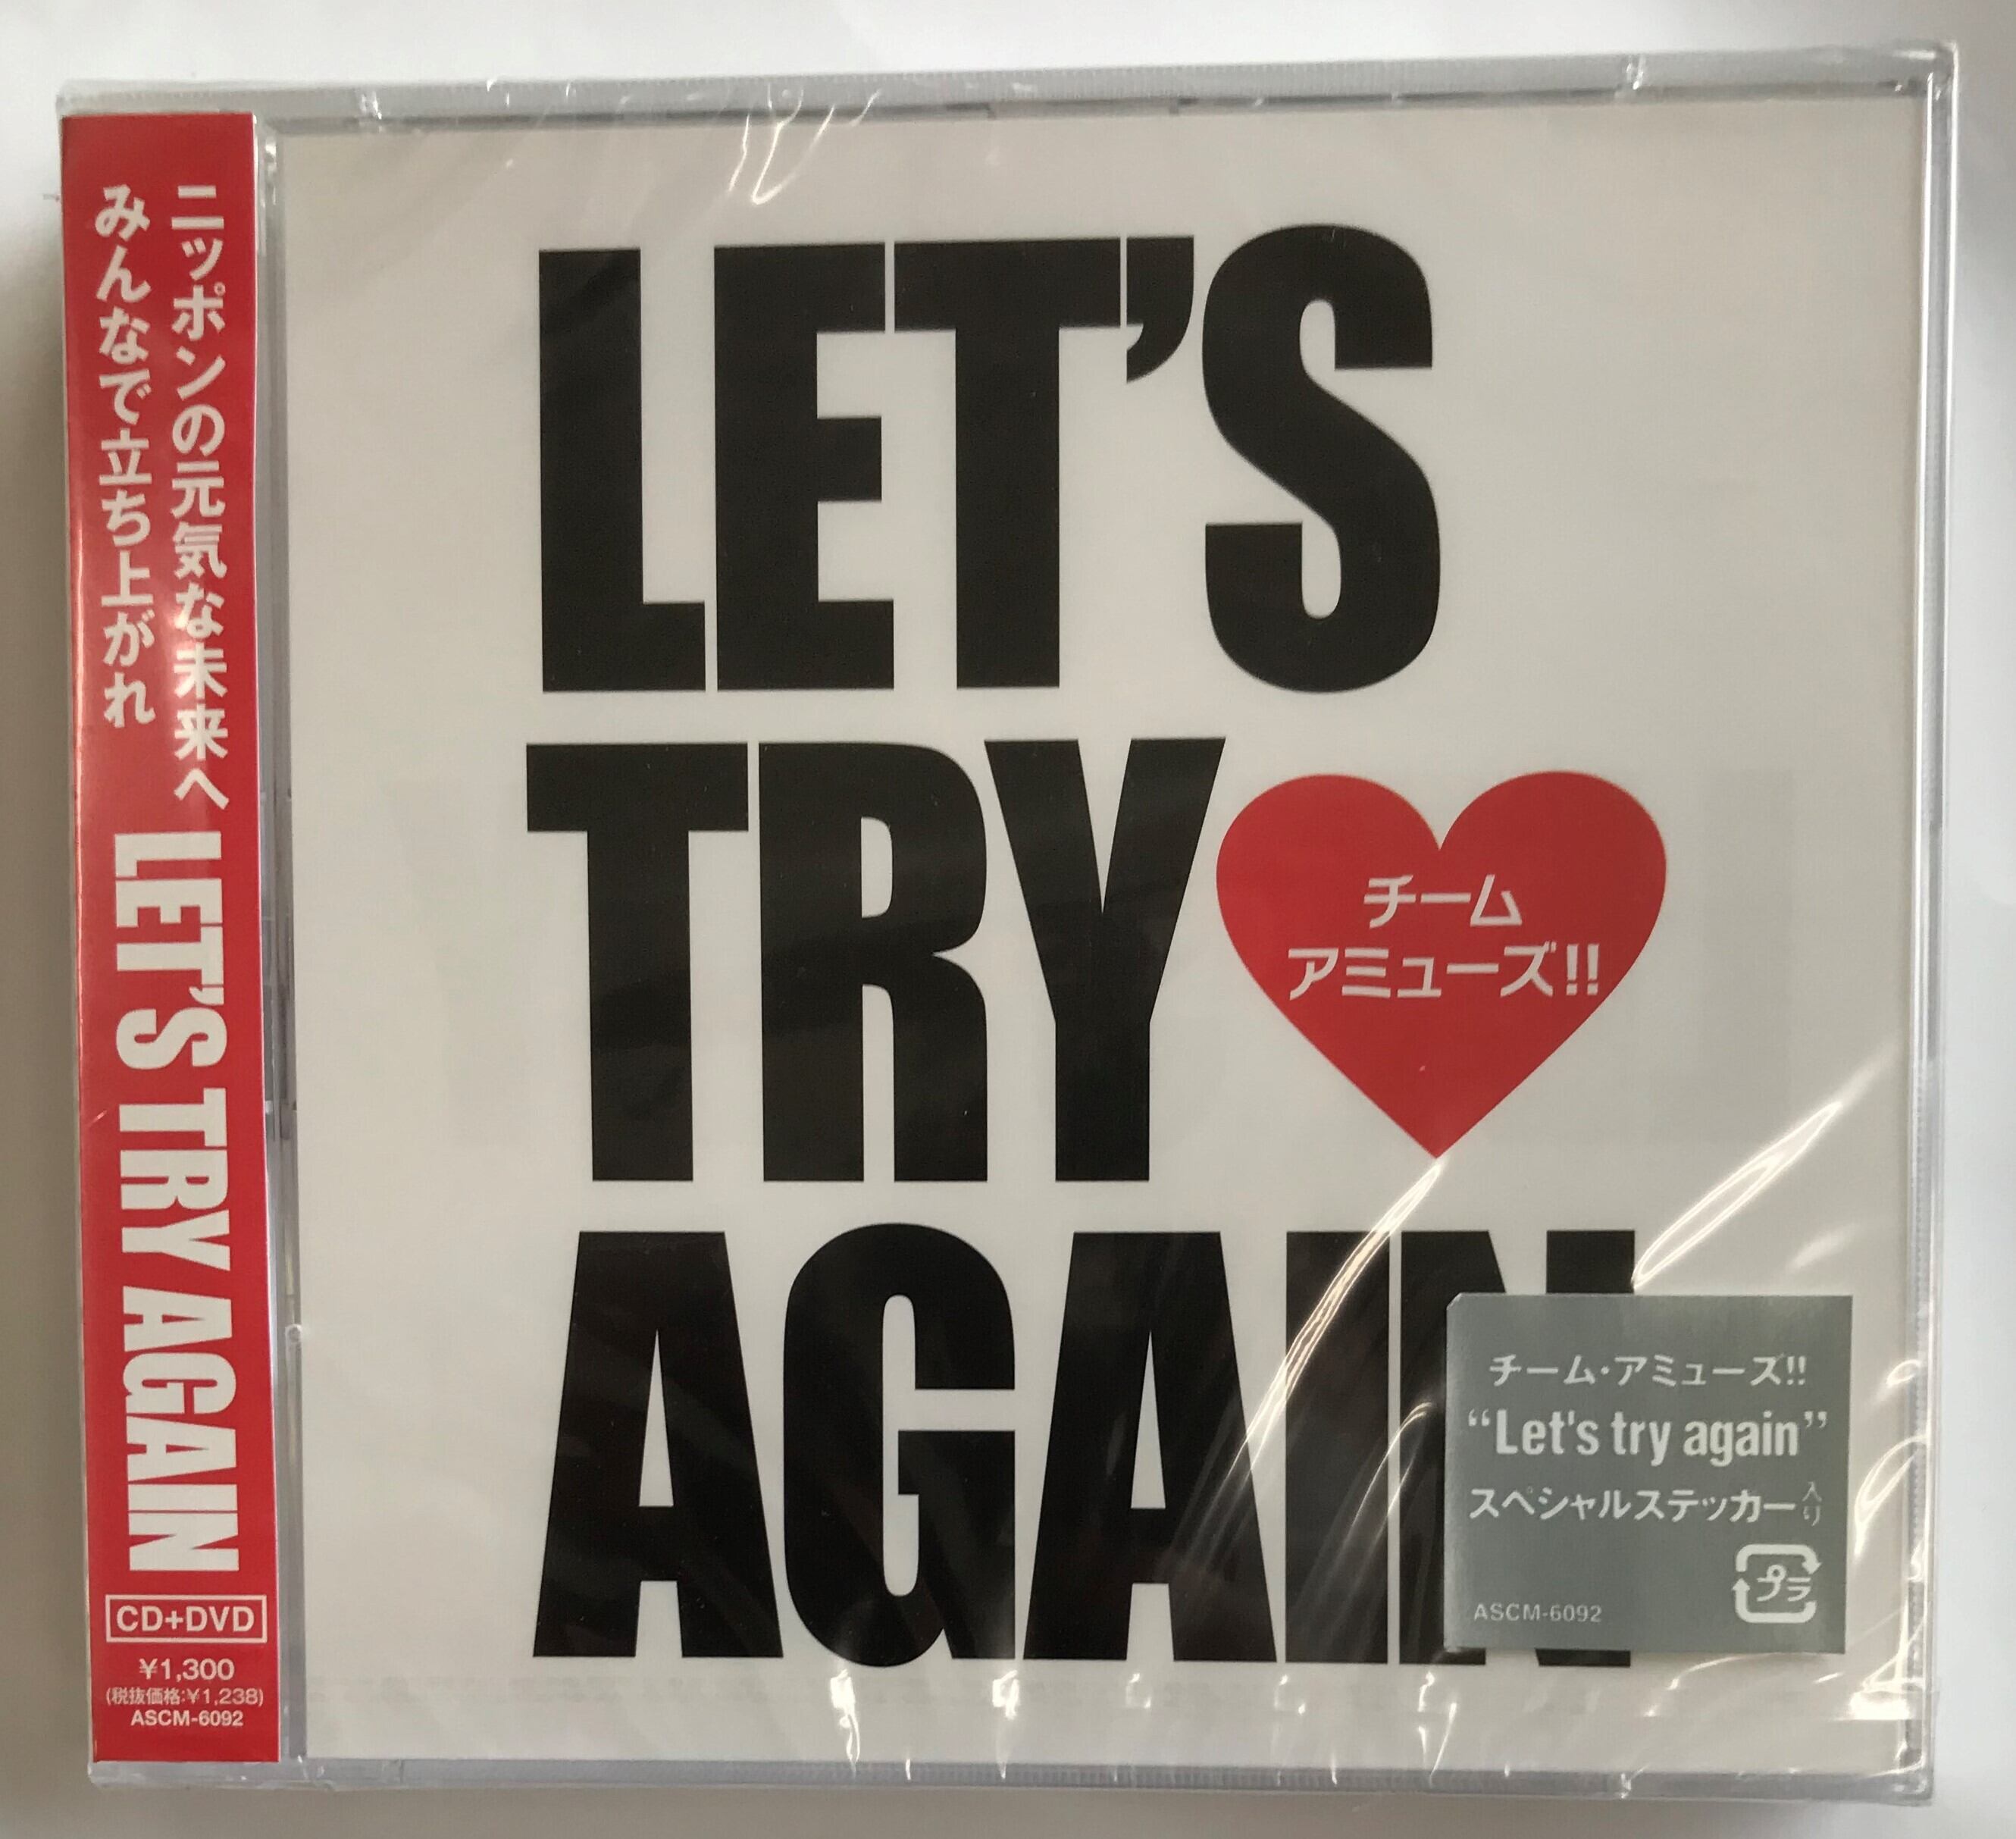 ニッポンの元気な未来へ
みんなで立ち上がれ
LET'S TRY AGAIN
CD+DVD
¥1,300
(税抜価格:¥1,238)
ASCM-6092
LET'S
TRY
チーム
アミューズ!!
AGAIN
チーム・アミューズ!!
“Let's try again”
スペシャルステッカー入り
プラ
ASCM-6092